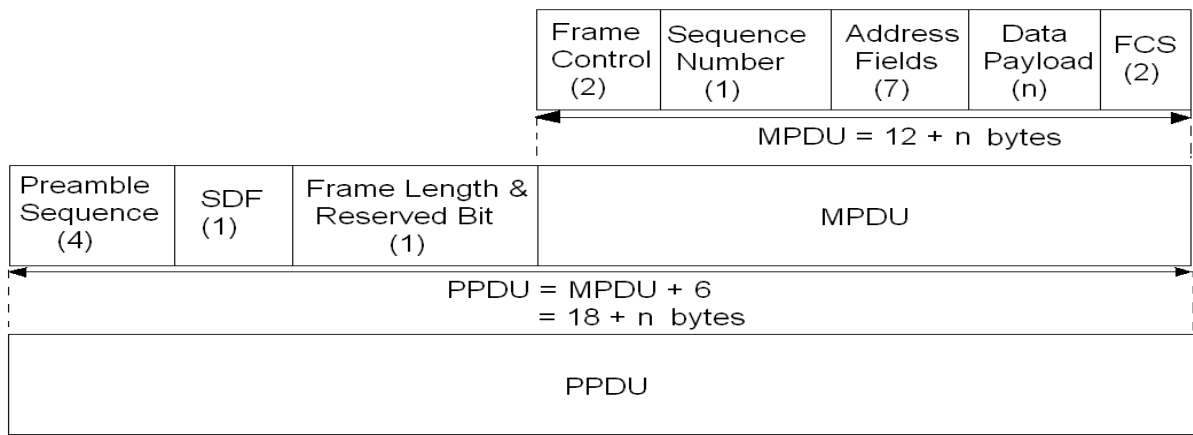 Frame Control (2)
Sequence Number (1)
Address Fields (7)
Data Payload (n)
FCS (2)
MPDU = 12 + n bytes
Preamble Sequence (4)
SDF (1)
Frame Length & Reserved Bit (1)
MPDU
PPDU = MPDU + 6
= 18 + n bytes
PPDU